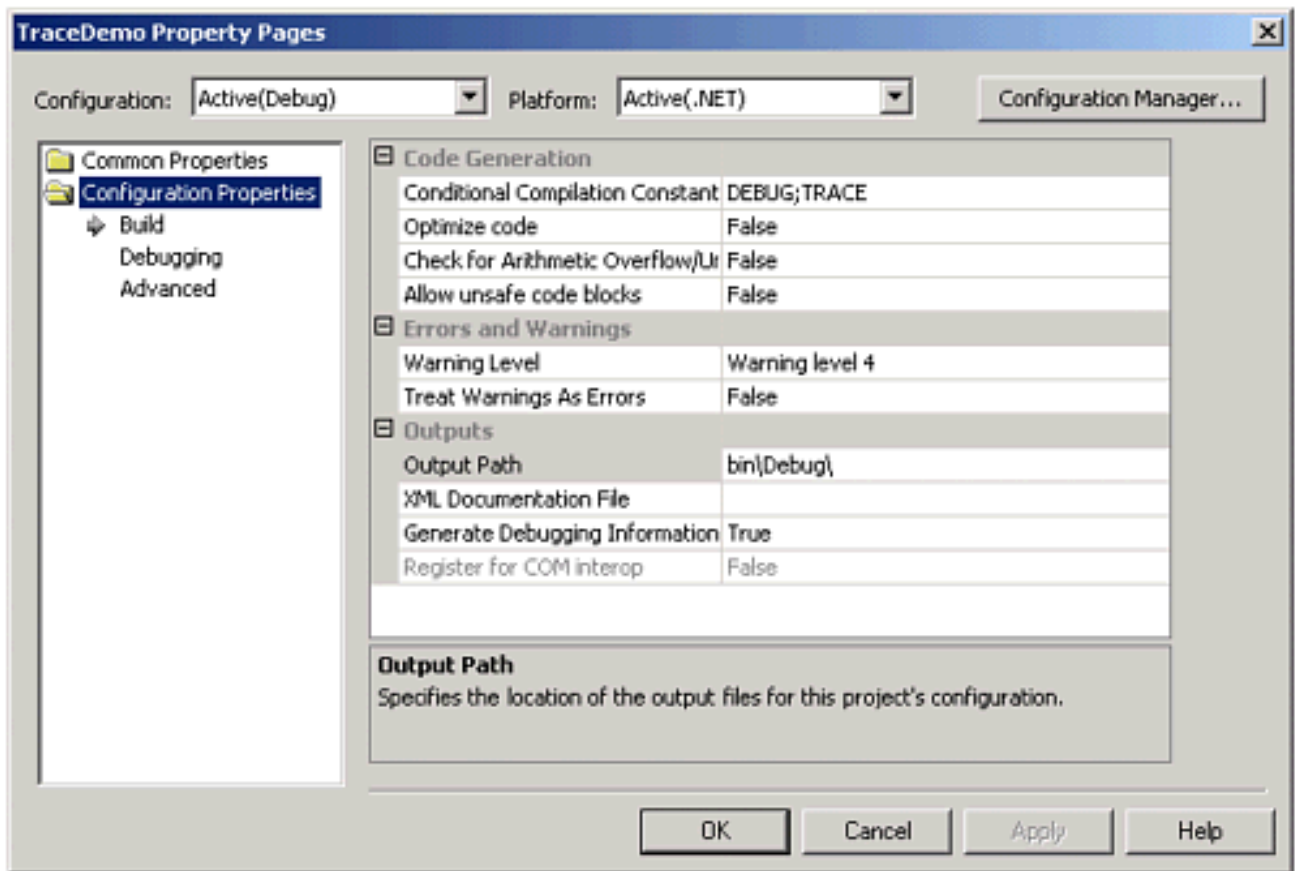 TraceDemo Property Pages
Configuration: Active(Debug) Platform: Active(.NET) Configuration Manager...
Common Properties
Configuration Properties
Build
Debugging
Advanced
Code Generation
Conditional Compilation Constant DEBUG;TRACE
Optimize code False
Check for Arithmetic Overflow/Ur False
Allow unsafe code blocks False
Errors and Warnings
Warning Level Warning level 4
Treat Warnings As Errors False
Outputs
Output Path bin\Debug\
XML Documentation File
Generate Debugging Information True
Register for COM interop False
Output Path
Specifies the location of the output files for this project's configuration.
OK Cancel Apply Help